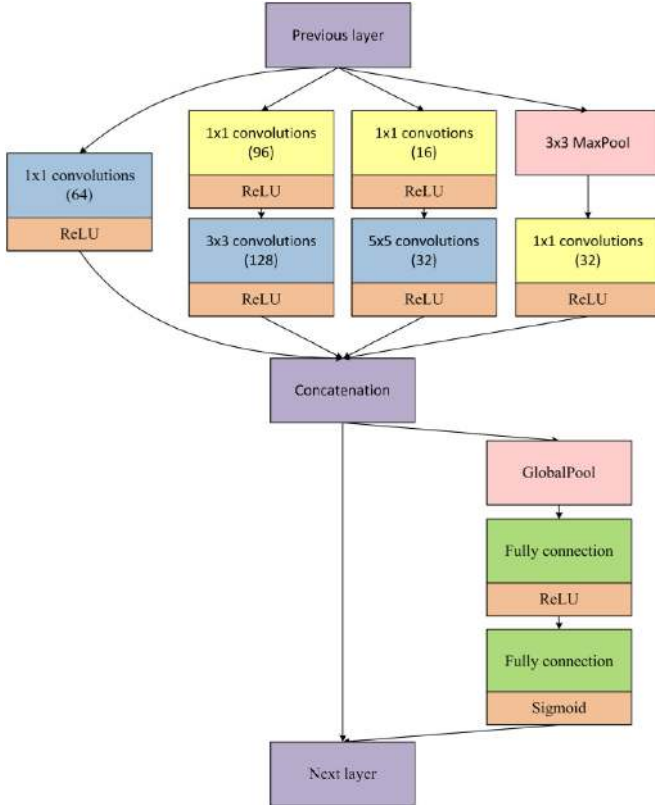 Previous layer
1x1 convolutions
(64)
ReLU
1x1 convolutions
(96)
ReLU
3x3 convolutions
(128)
ReLU
1x1 convotions
(16)
ReLU
5x5 convolutions
(32)
ReLU
3x3 MaxPool
1x1 convolutions
(32)
ReLU
Concatenation
GlobalPool
Fully connection
ReLU
Fully connection
Sigmoid
Next layer